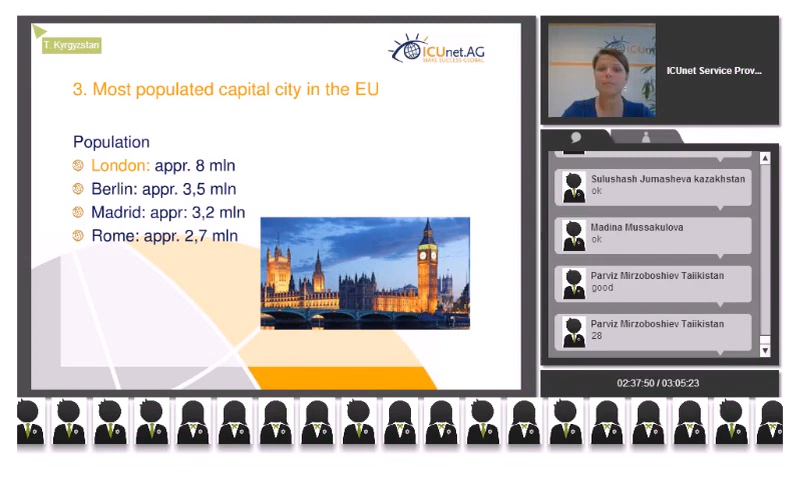 T. Kyrgyzstan
ICUnet.AG
MAKE SUCCESS GLOBAL.
3. Most populated capital city in the EU
Population
London: appr. 8 mln
Berlin: appr. 3,5 mln
Madrid: appr: 3,2 mln
Rome: appr. 2,7 mln
ICUnet Service Prov...
Sulushash Jumasheva kazakhstan
ok
Madina Mussakulova
ok
Parviz Mirzoboshiev Taiikistan
good
Parviz Mirzoboshiev Taiikistan
28
02:37:50 / 03:05:23